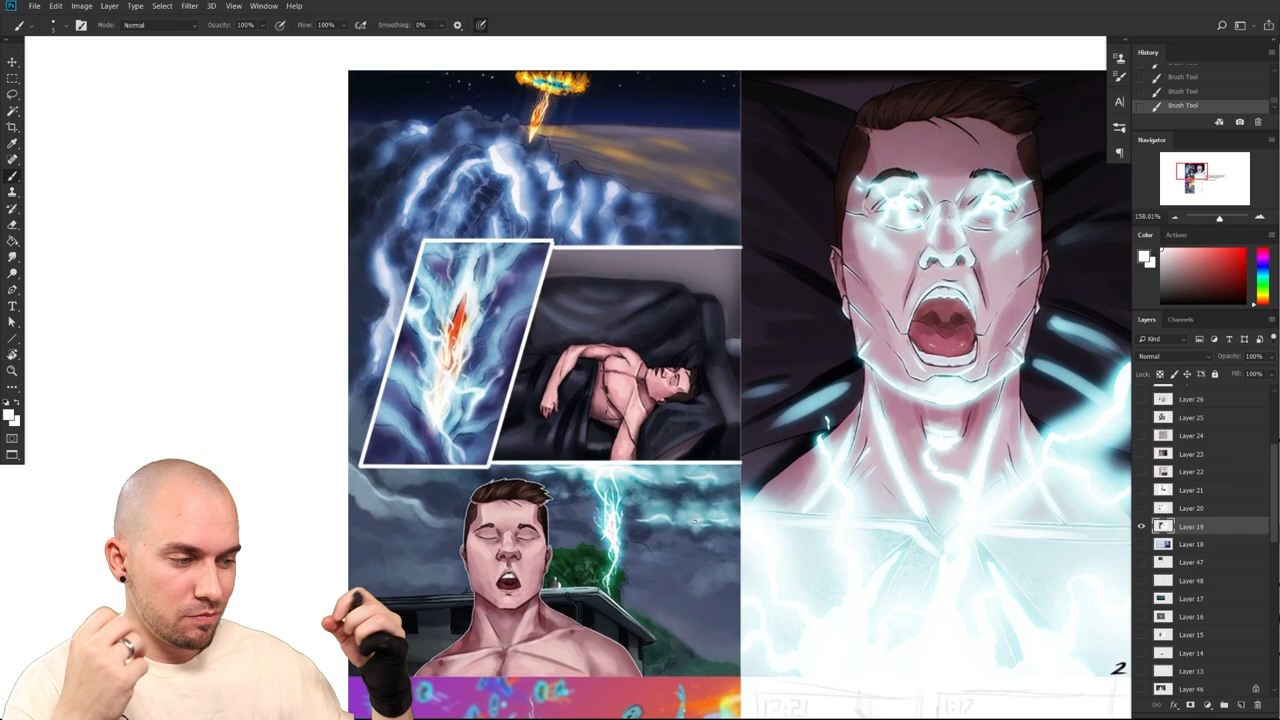 Ps File Edit Image Layer Type Select Filter 3D View Window Help
5 Mode: Normal Opacity: 100% Flow: 100% Smoothing: 0%
History
Brush Tool
Brush Tool
Brush Tool
Navigator
158.01%
Color Actions
Layers Channels
Kind
Normal Opacity: 100%
Lock: Fill: 100%
Layer 26
Layer 25
Layer 24
Layer 23
Layer 22
Layer 21
Layer 20
Layer 19
Layer 18
Layer 47
Layer 48
Layer 17
Layer 16
Layer 15
Layer 14
Layer 13
Layer 46
2